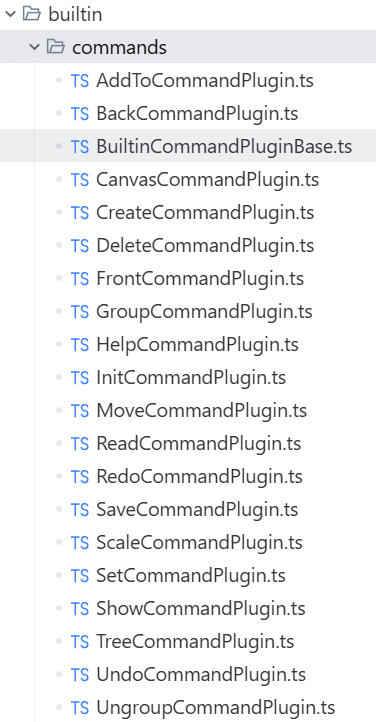 builtin
commands
TS AddToCommandPlugin.ts
TS BackCommandPlugin.ts
TS BuiltinCommandPluginBase.ts
TS CanvasCommandPlugin.ts
TS CreateCommandPlugin.ts
TS DeleteCommandPlugin.ts
TS FrontCommandPlugin.ts
TS GroupCommandPlugin.ts
TS HelpCommandPlugin.ts
TS InitCommandPlugin.ts
TS MoveCommandPlugin.ts
TS ReadCommandPlugin.ts
TS RedoCommandPlugin.ts
TS SaveCommandPlugin.ts
TS ScaleCommandPlugin.ts
TS SetCommandPlugin.ts
TS ShowCommandPlugin.ts
TS TreeCommandPlugin.ts
TS UndoCommandPlugin.ts
TS UngroupCommandPlugin.ts